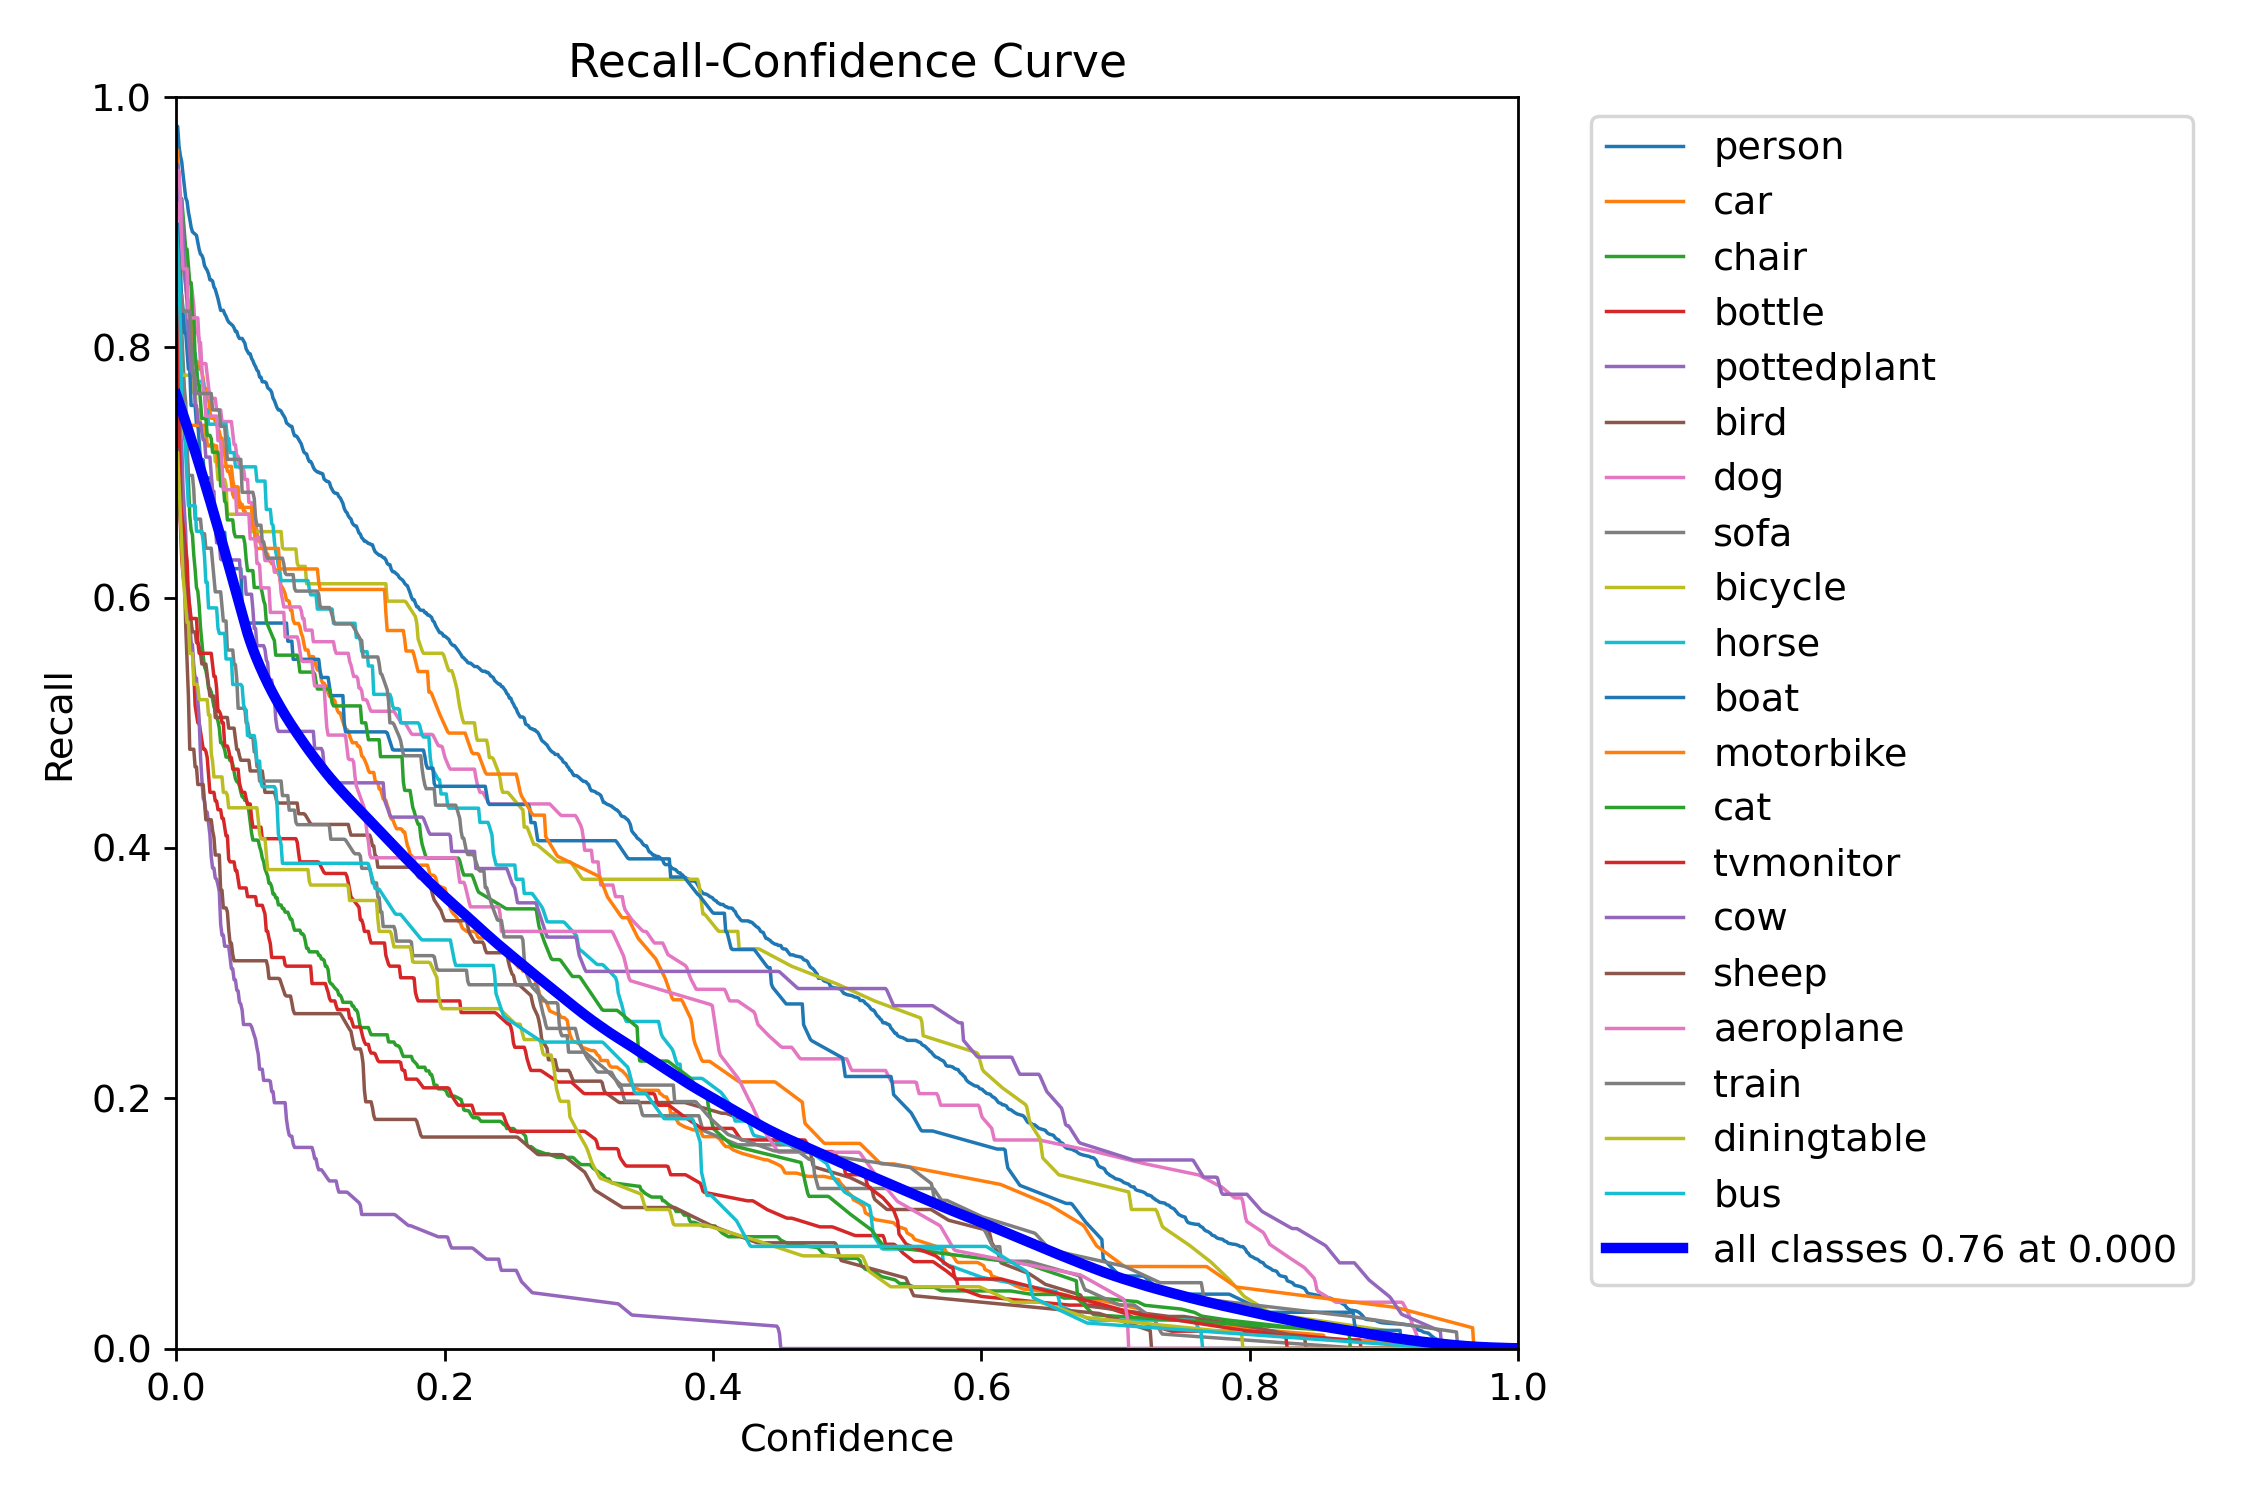 Recall-Confidence Curve
1.0
0.8
0.6
0.4
0.2
0.0
0.0 0.2 0.4 0.6 0.8 1.0
Recall
Confidence
person
car
chair
bottle
pottedplant
bird
dog
sofa
bicycle
horse
boat
motorbike
cat
tvmonitor
cow
sheep
aeroplane
train
diningtable
bus
all classes 0.76 at 0.000